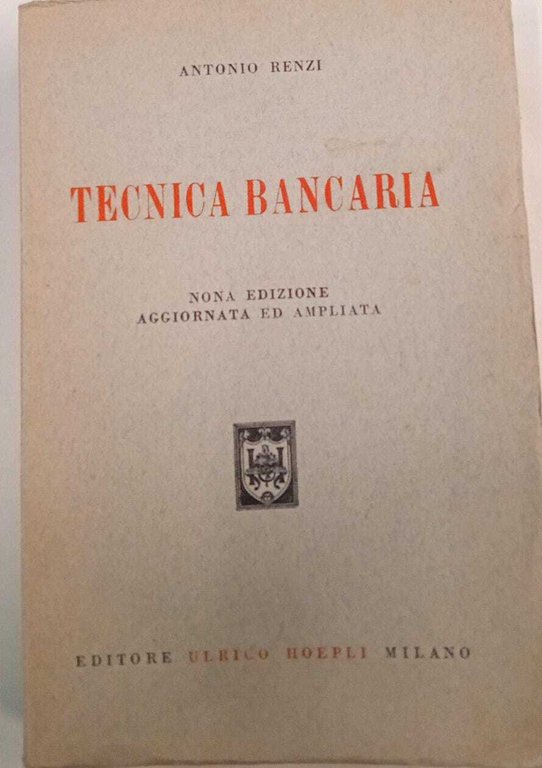 ANTONIO RENZI
TECNICA BANCARIA
NONA EDIZIONE
AGGIORNATA ED AMPLIATA
EDITORE ULRICO HOEPLI MILANO